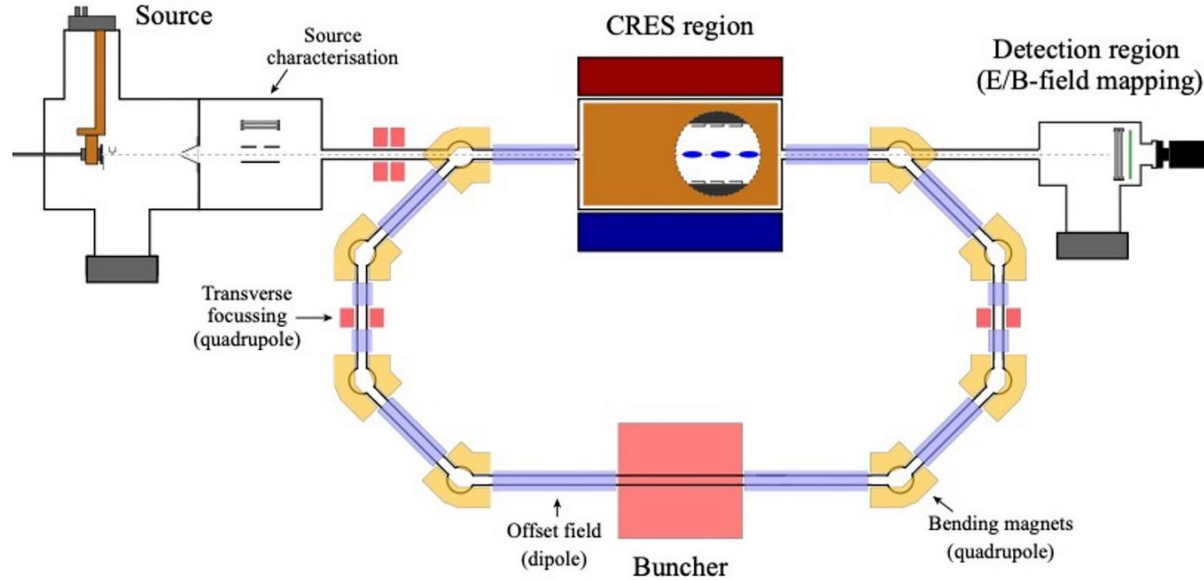 Source
Source
characterisation
CRES region
Detection region
(E/B-field mapping)
Transverse
focussing
(quadrupole)
Offset field
(dipole)
Buncher
Bending magnets
(quadrupole)